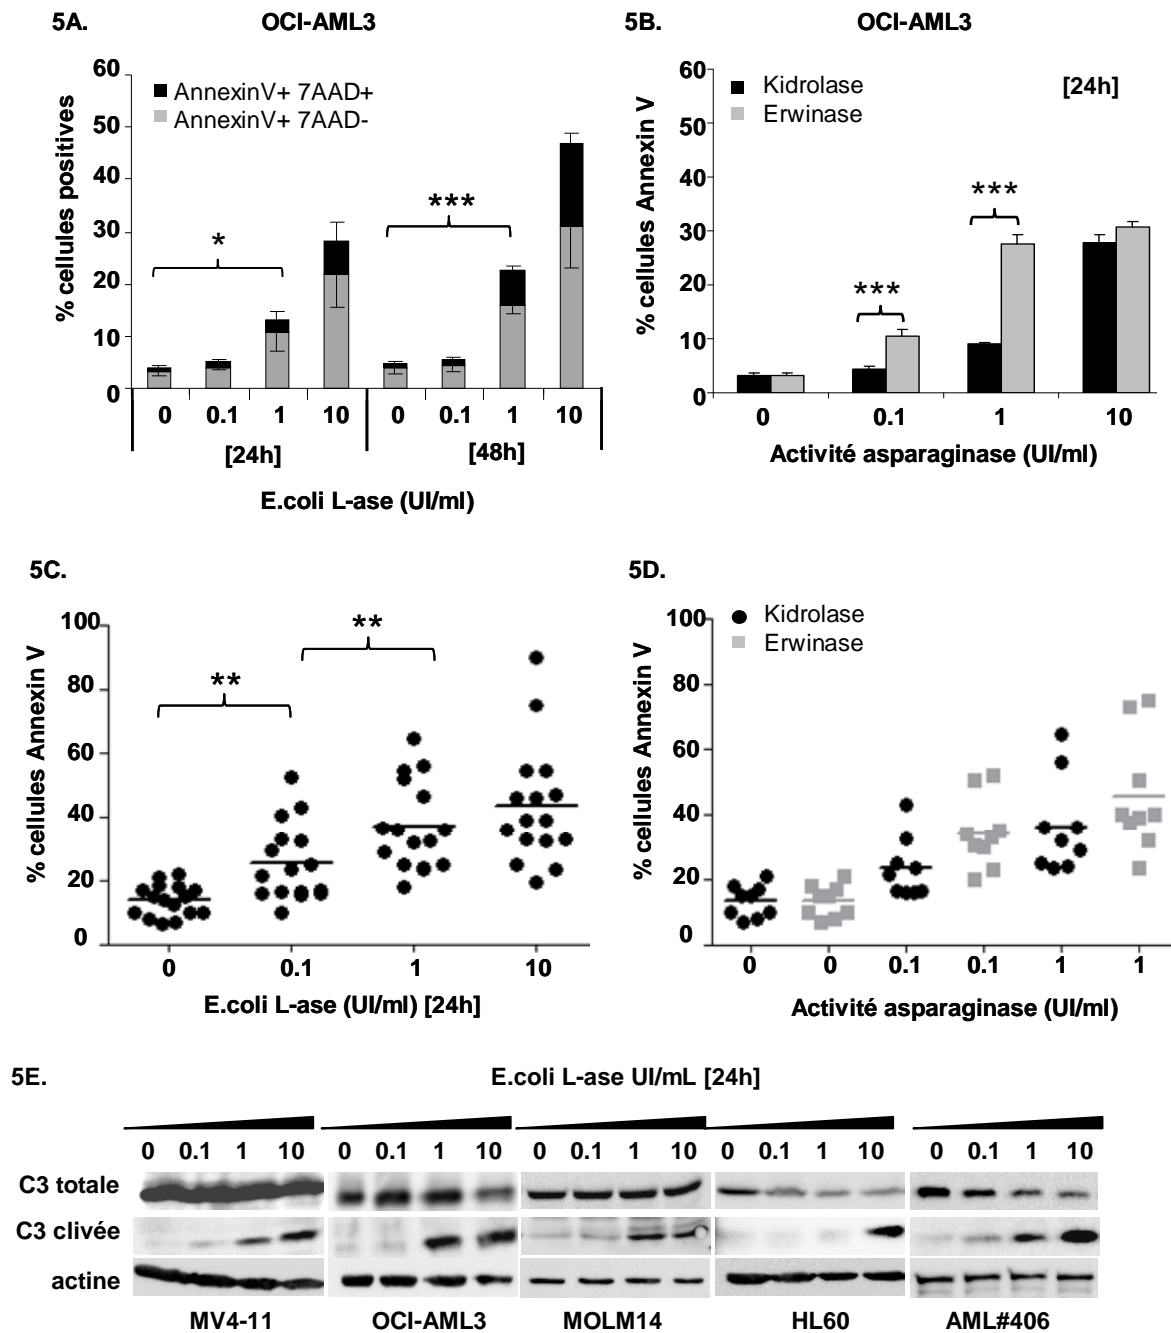 5A.
OCI-AML3
60
50
40
30
20
10
0
% cellules positives
AnnexinV+ 7AAD+
AnnexinV+ 7AAD-
*
***
0 0.1 1 10 0 0.1 1 10
[24h] [48h]
E.coli L-ase (UI/ml)
5B.
OCI-AML3
60
50
40
30
20
10
0
% cellules Annexin V
Kidrolase
Erwinase
[24h]
***
***
0 0.1 1 10
Activité asparaginase (UI/ml)
5C.
100
80
60
40
20
0
% cellules Annexin V
**
**
0 0.1 1 10
E.coli L-ase (UI/ml) [24h]
5D.
100
80
60
40
20
0
% cellules Annexin V
Kidrolase
Erwinase
0 0 0.1 0.1 1 1
Activité asparaginase (UI/ml)
5E.
E.coli L-ase UI/mL [24h]
0 0.1 1 10 0 0.1 1 10 0 0.1 1 10 0 0.1 1 10 0 0.1 1 10
C3 totale
C3 clivée
actine
MV4-11 OCI-AML3 MOLM14 HL60 AML#406